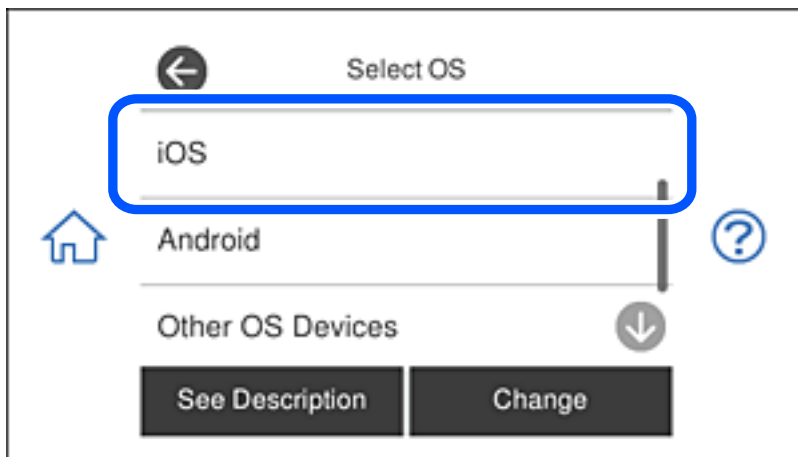 Select OS
iOS
Android
Other OS Devices
See Description
Change